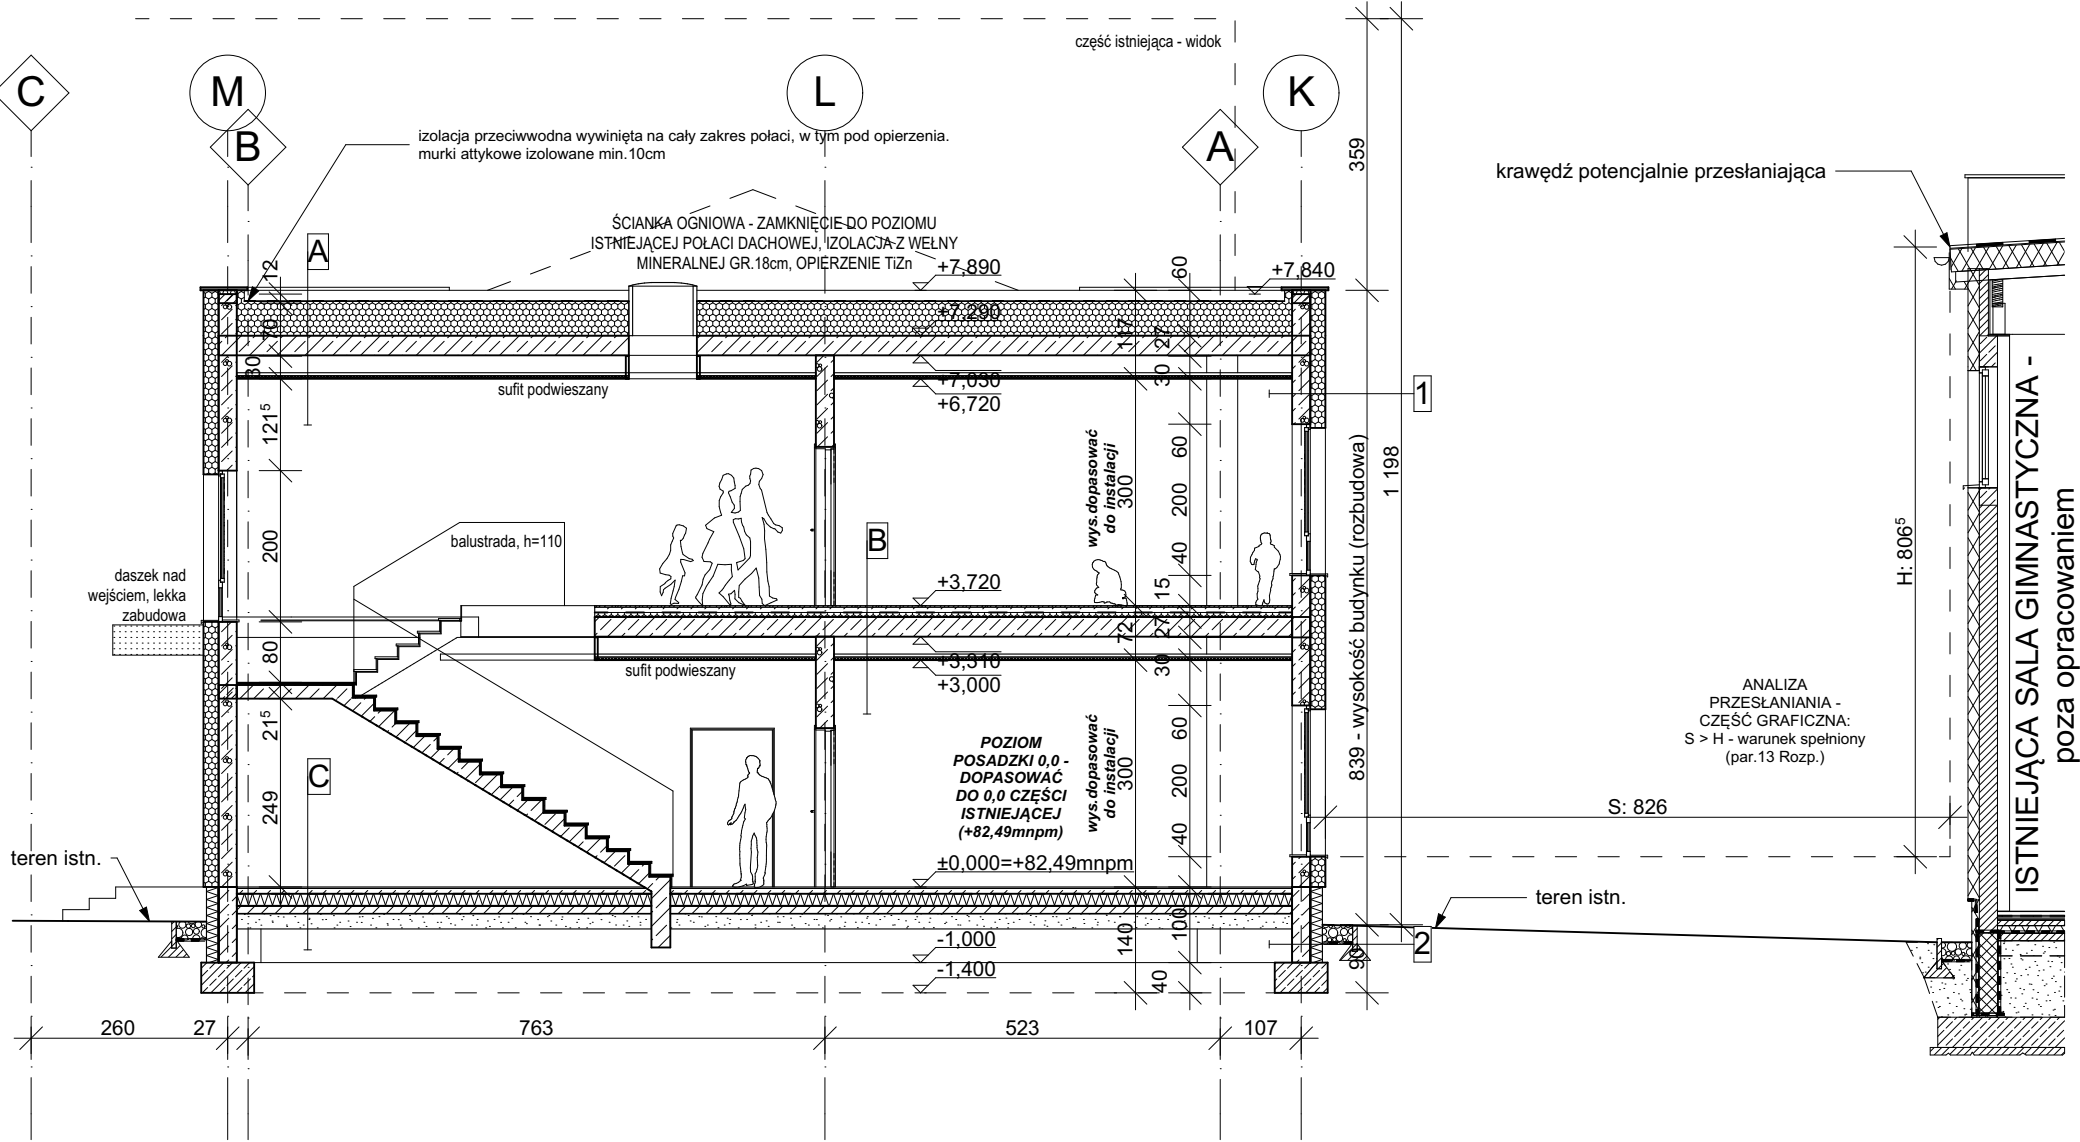 część istniejąca - widok
C
M
B
L
A
K
izolacja przeciwwodna wywinięta na cały zakres połaci, w tym pod opierzenia.
murki attykowe izolowane min.10cm
359
krawędź potencjalnie przesłaniająca
ŚCIANKA OGNIOWA - ZAMKNIĘCIE DO POZIOMU
ISTNIEJĄCEJ POŁACI DACHOWEJ, IZOLACJA Z WEŁNY
MINERALNEJ GR.18cm, OPIERZENIE TiZn
A
12
+7,890
60
+7,840
70
+7,290
117
27
30
+7,030
30
sufit podwieszany
+6,720
1
121⁵
wys.dopasować
do instalacji
300
60
839 - wysokość budynku (rozbudowa)
1 198
200
200
balustrada, h=110
B
40
H: 806⁵
ISTNIEJĄCA SALA GIMNASTYCZNA -
poza opracowaniem
daszek nad
wejściem, lekka
zabudowa
+3,720
15
80
72
27
+3,310
30
sufit podwieszany
+3,000
21⁵
ANALIZA
PRZESŁANIANIA -
CZĘŚĆ GRAFICZNA:
S > H - warunek spełniony
(par.13 Rozp.)
POZIOM
POSADZKI 0,0 -
DOPASOWAĆ
DO 0,0 CZĘŚCI
ISTNIEJĄCEJ
(+82,49mnpm)
wys.dopasować
do instalacji
300
60
200
40
C
249
S: 826
teren istn.
±0,000=+82,49mnpm
teren istn.
-1,000
140
100
2
90
-1,400
40
260
27
763
523
107